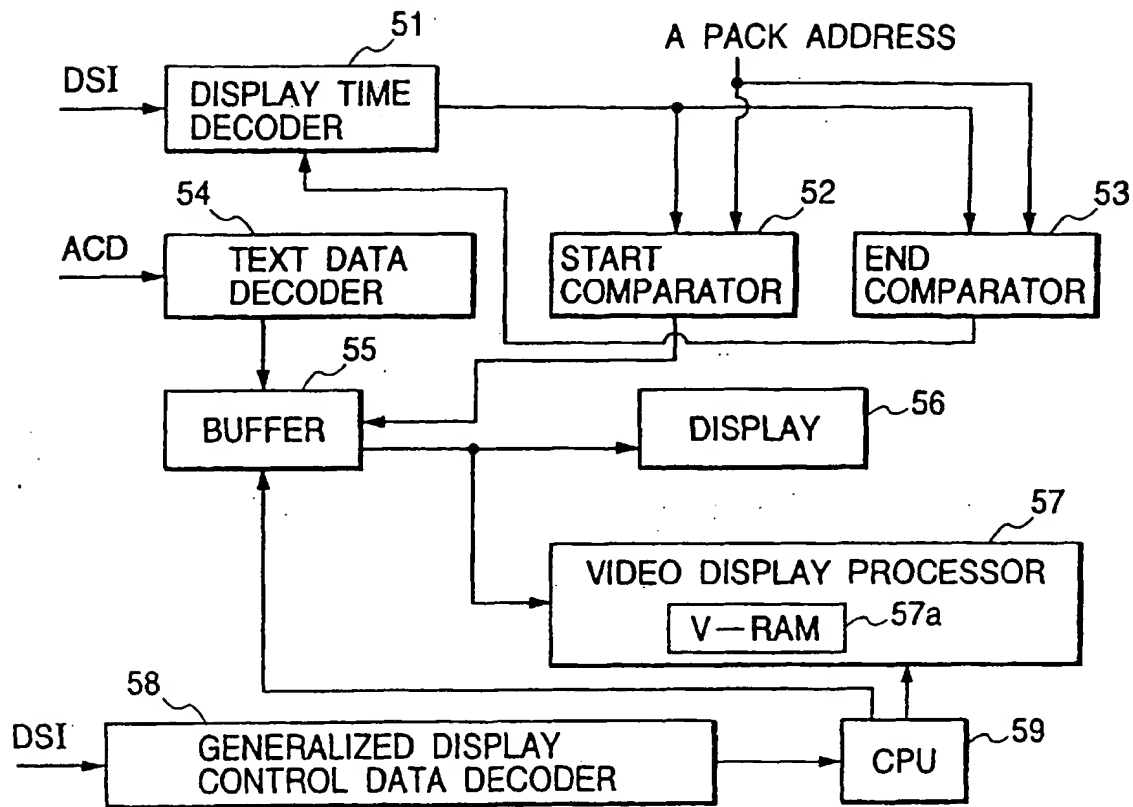 51
A PACK ADDRESS
DSI
DISPLAY TIME
DECODER
54
52
53
ACD
TEXT DATA
DECODER
START
COMPARATOR
END
COMPARATOR
55
BUFFER
56
DISPLAY
57
VIDEO DISPLAY PROCESSOR
V-RAM
57a
58
DSI
GENERALIZED DISPLAY
CONTROL DATA DECODER
CPU
59